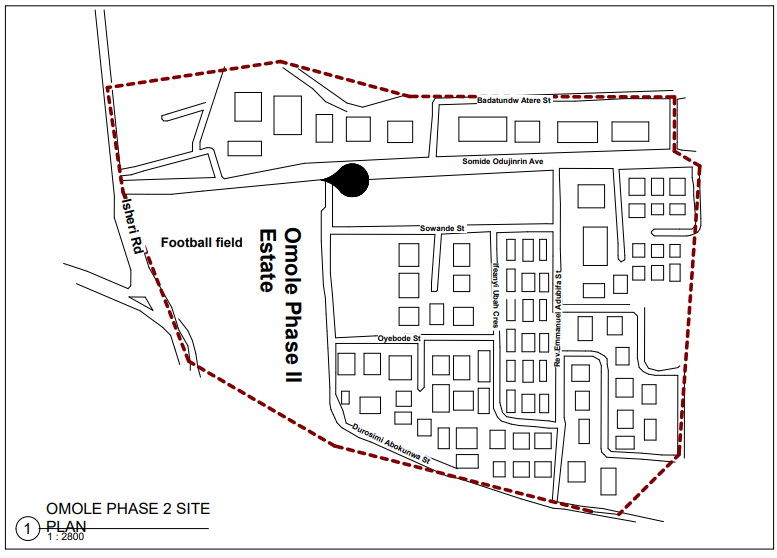 Badatundw Atere St
Somide Odujinrin Ave
Isheri Rd
Football field
Omole Phase II
Estate
Sowande St
Ifeanyi Ubah Cres
Rev.Emmanuel Adubifa St
Oyebode St
Durosimi Abokunwa St
1
OMOLE PHASE 2 SITE
PLAN
1 : 2800